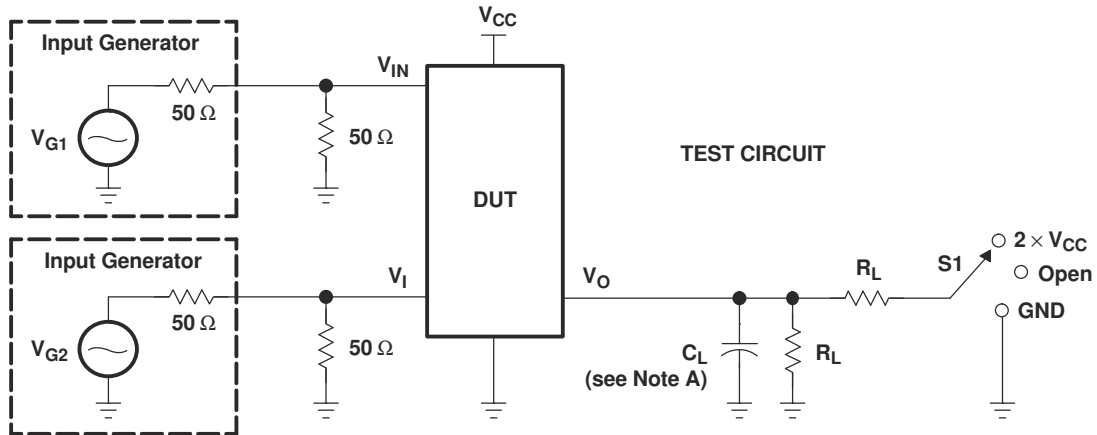 Input Generator
V_G1
50 Ω
V_IN
50 Ω
V_CC
DUT
TEST CIRCUIT
Input Generator
V_G2
50 Ω
V_I
50 Ω
V_O
C_L
(see Note A)
R_L
R_L
S1
2 × V_CC
Open
GND